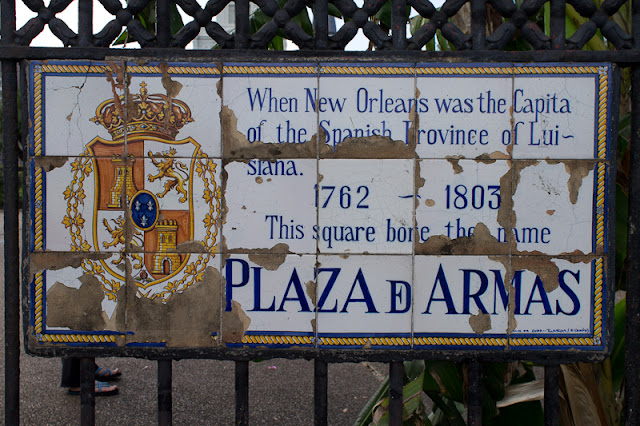 When New Orleans was the Capita
of the Spanish Province of Lui-
siana.
1762 - 1803
This square bore the name
PLAZA D ARMAS